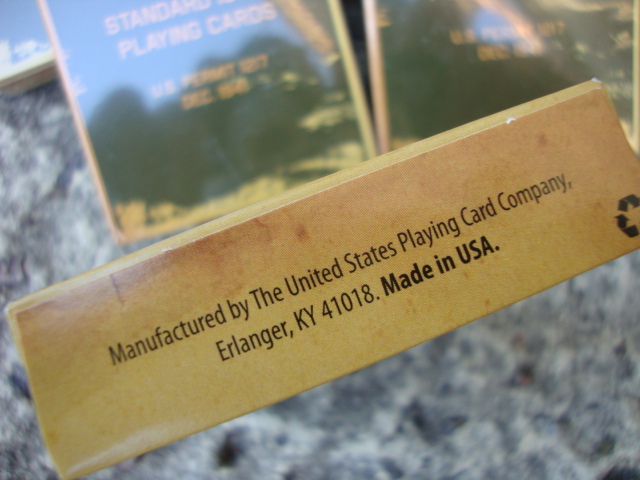 STANDARD
PLAYING CARDS
U.S. PERMIT
DEC.
U.S.
DEC.
Manufactured by The United States Playing Card Company,
Erlanger, KY 41018. Made in USA.